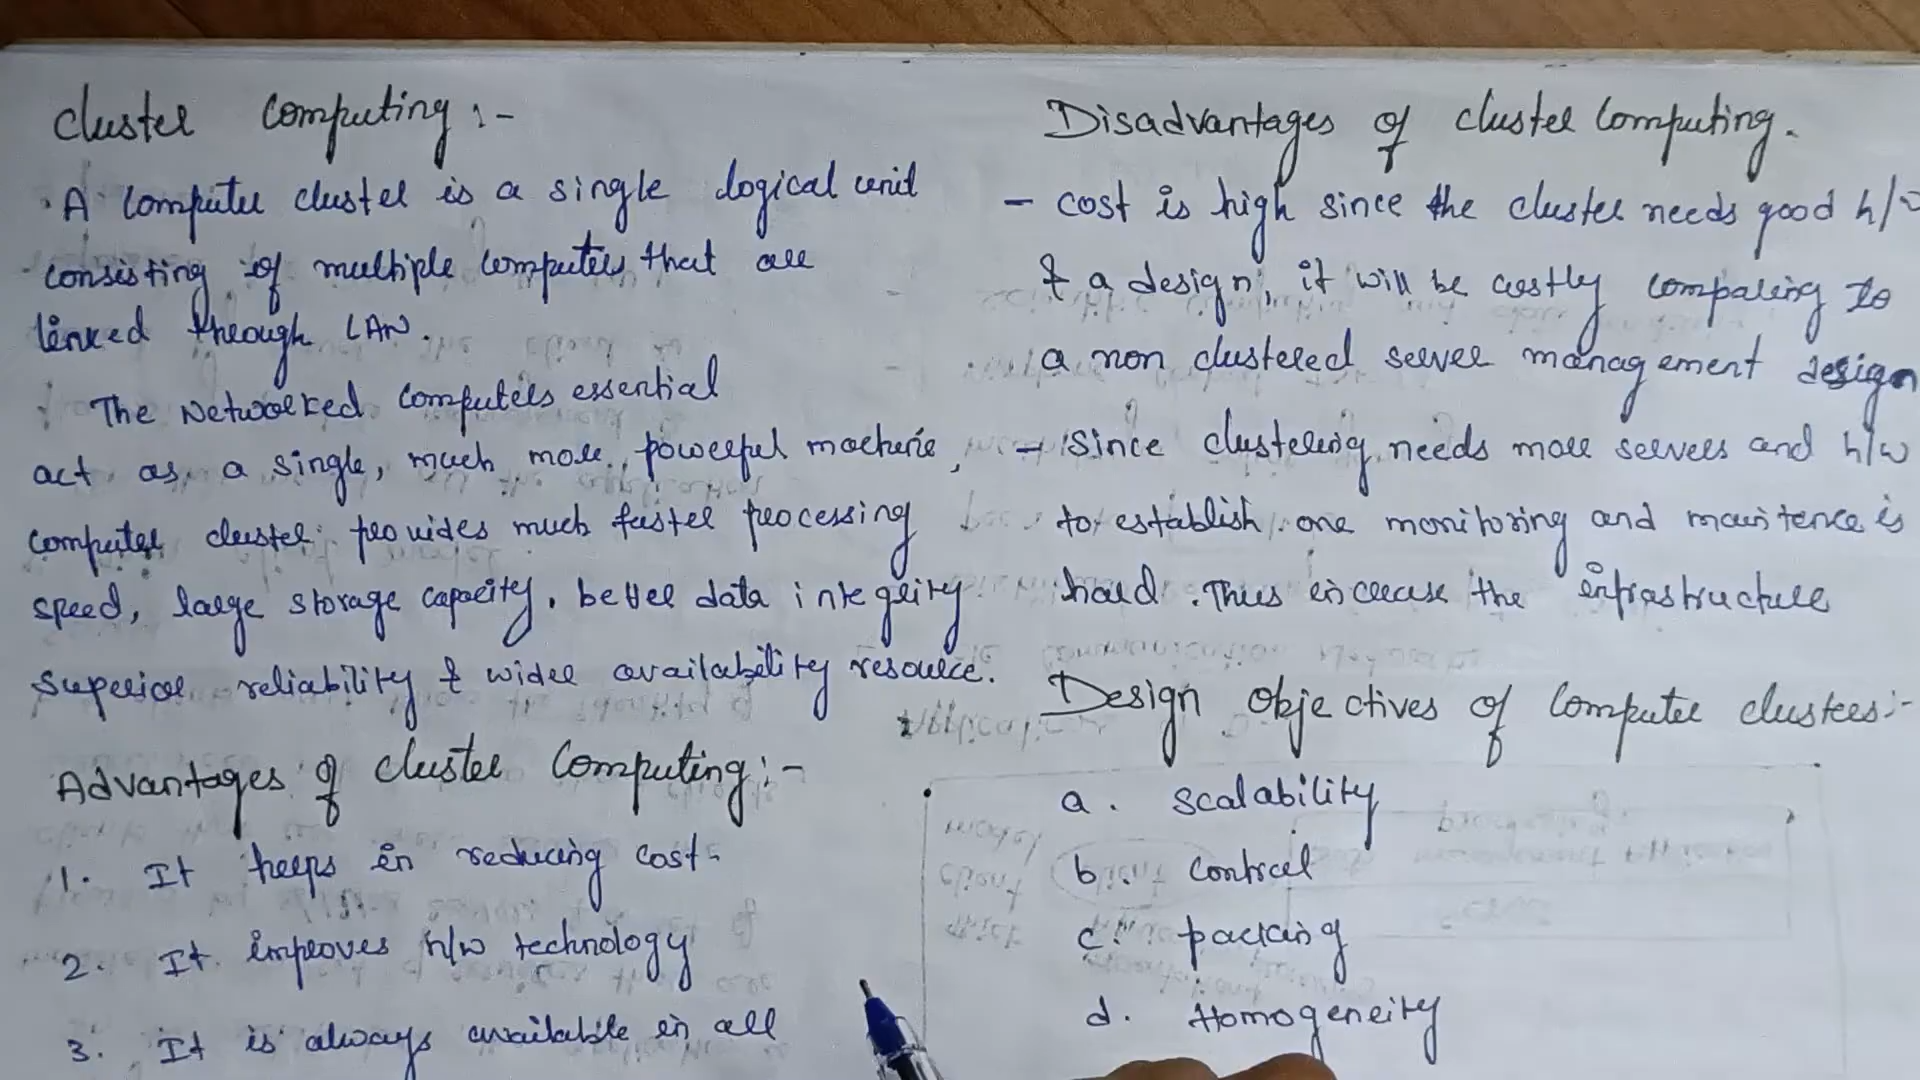 Cluster Computing :-
· A Computer cluster is a single logical unit
consisting of multiple computers that are
linked through LAN.
The Networked computers essential
act as a single, much more powerful machine,
computer cluster provides much faster processing
speed, large storage capacity, better data integrity
superior reliability & wider availability resource.
Advantages of cluster Computing :-
1. It helps in reducing cost.
2. It improves h/w technology
3. It is always available in all
Disadvantages of cluster Computing.
- cost is high since the cluster needs good h/w
& a design, it will be costly comparing to
a non clustered server management design
- Since clustering needs more servers and h/w
to establish one monitoring and maintence is
hard. Thus increase the infrastructure
Design Objectives of Computer clusters :-
a. Scalability
b. Control
c. packing
d. Homogeneity